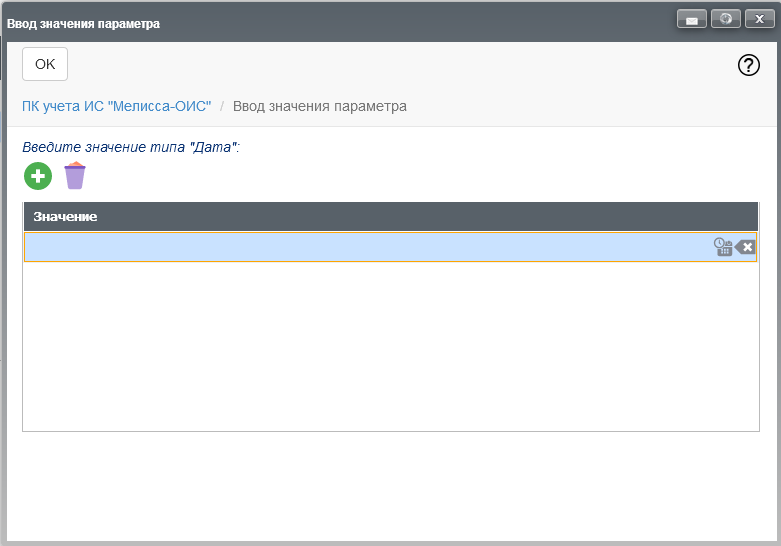 Ввод значения параметра
OK
ПК учета ИС "Мелисса-ОИС" / Ввод значения параметра
Введите значение типа "Дата":
Значение